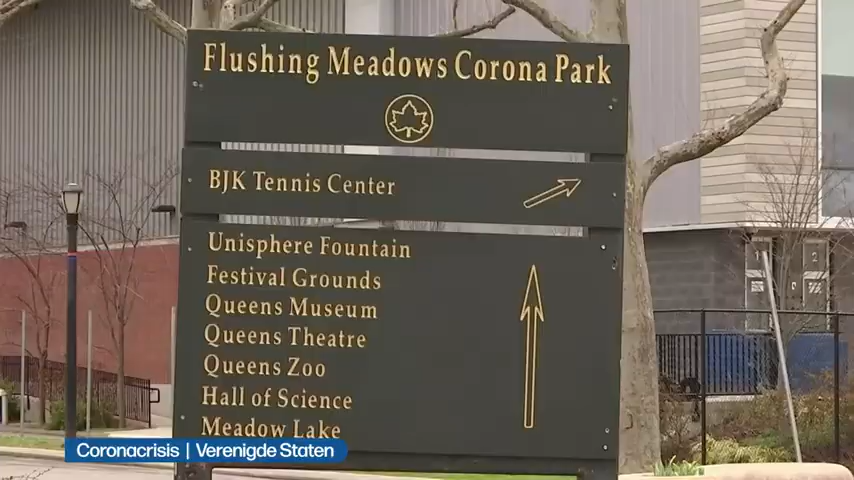 Flushing Meadows Corona Park
BJK Tennis Center
Unisphere Fountain
Festival Grounds
Queens Museum
Queens Theatre
Queens Zoo
Hall of Science
Meadow Lake
Coronacrisis | Verenigde Staten